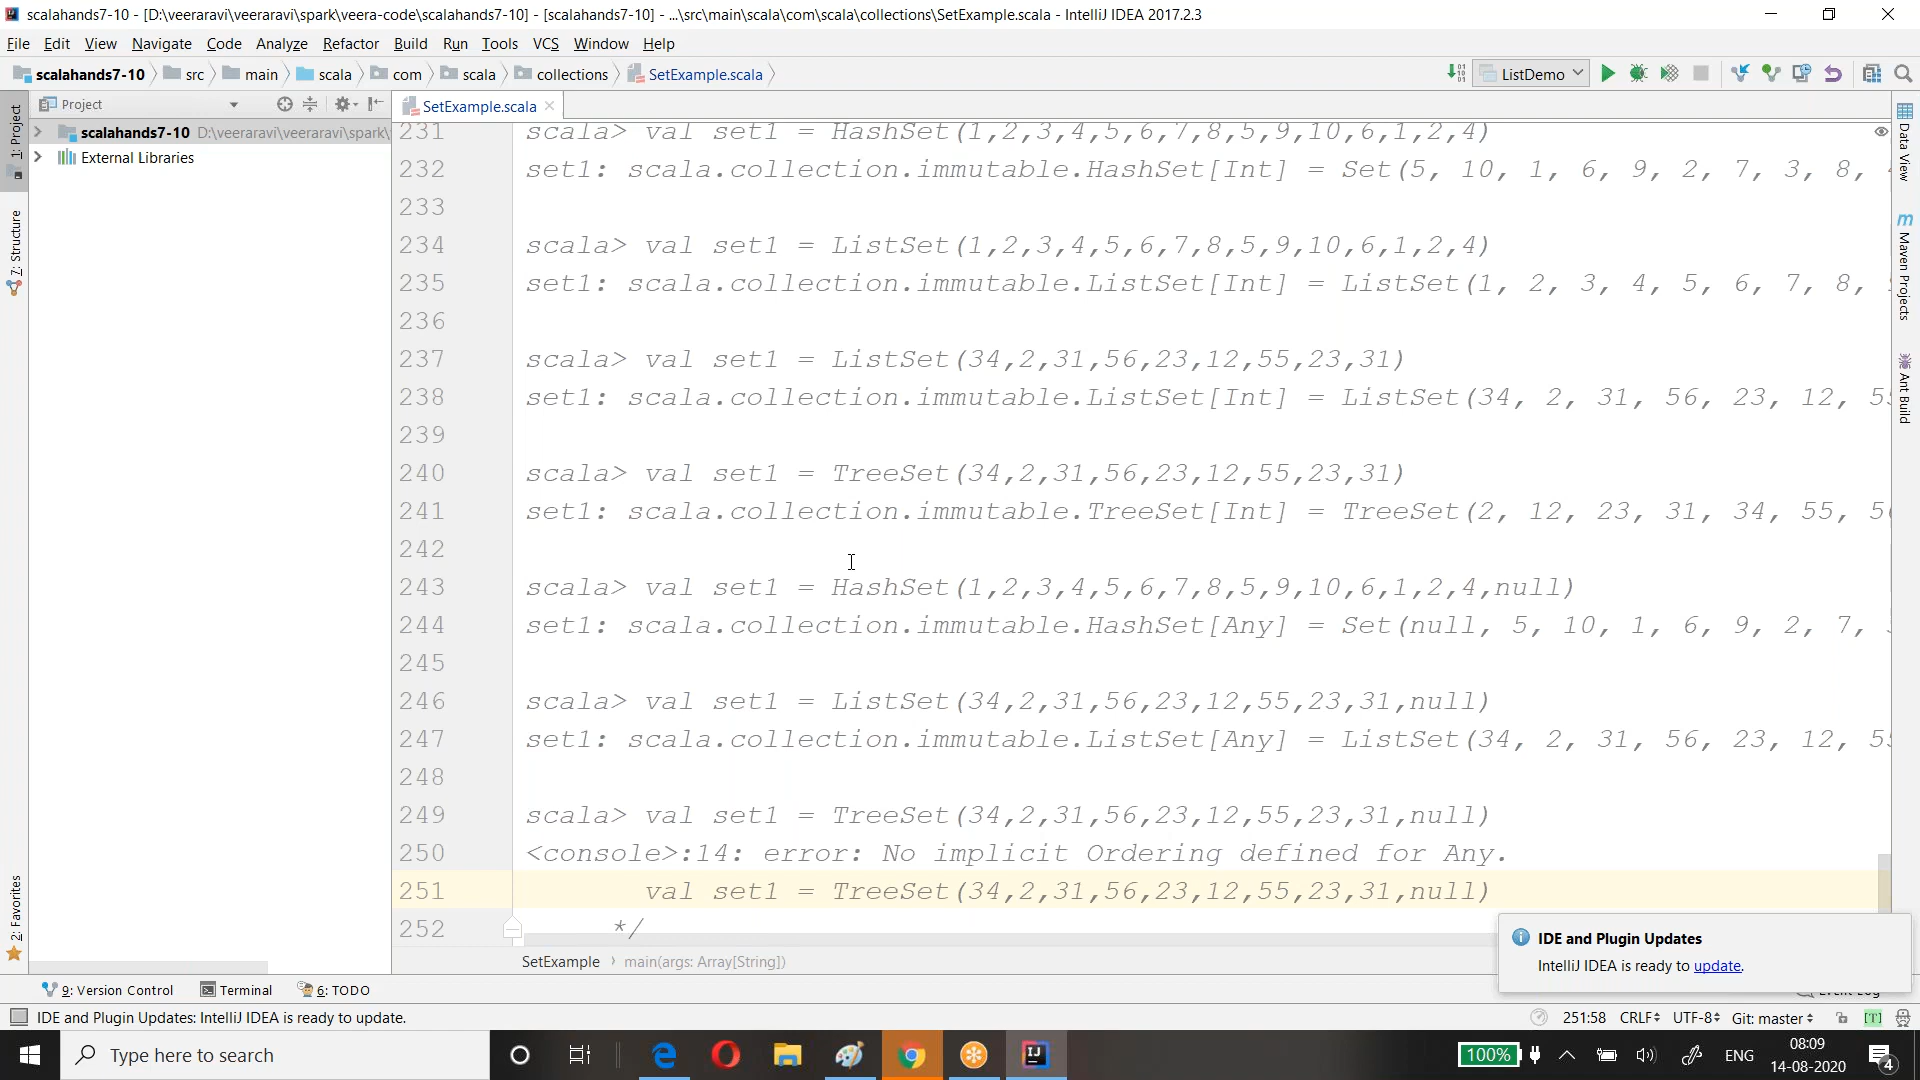 scalahands7-10 - [D:\veeraravi\veeraravi\spark\veera-code\scalahands7-10] - [scalahands7-10] - ...\src\main\scala\com\scala\collections\SetExample.scala - IntelliJ IDEA 2017.2.3
File Edit View Navigate Code Analyze Refactor Build Run Tools VCS Window Help
scalahands7-10 src main scala com scala collections SetExample.scala ListDemo
Project
SetExample.scala
1: Project
7: Structure
2: Favorites
scalahands7-10 D:\veeraravi\veeraravi\spark\
External Libraries
231 scala> val set1 = HashSet(1,2,3,4,5,6,7,8,5,9,10,6,1,2,4)
232 set1: scala.collection.immutable.HashSet[Int] = Set(5, 10, 1, 6, 9, 2, 7, 3, 8,
233
234 scala> val set1 = ListSet(1,2,3,4,5,6,7,8,5,9,10,6,1,2,4)
235 set1: scala.collection.immutable.ListSet[Int] = ListSet(1, 2, 3, 4, 5, 6, 7, 8,
236
237 scala> val set1 = ListSet(34,2,31,56,23,12,55,23,31)
238 set1: scala.collection.immutable.ListSet[Int] = ListSet(34, 2, 31, 56, 23, 12, 55
239
240 scala> val set1 = TreeSet(34,2,31,56,23,12,55,23,31)
241 set1: scala.collection.immutable.TreeSet[Int] = TreeSet(2, 12, 23, 31, 34, 55, 5
242
243 scala> val set1 = HashSet(1,2,3,4,5,6,7,8,5,9,10,6,1,2,4,null)
244 set1: scala.collection.immutable.HashSet[Any] = Set(null, 5, 10, 1, 6, 9, 2, 7,
245
246 scala> val set1 = ListSet(34,2,31,56,23,12,55,23,31,null)
247 set1: scala.collection.immutable.ListSet[Any] = ListSet(34, 2, 31, 56, 23, 12, 55
248
249 scala> val set1 = TreeSet(34,2,31,56,23,12,55,23,31,null)
250 <console>:14: error: No implicit Ordering defined for Any.
251 val set1 = TreeSet(34,2,31,56,23,12,55,23,31,null)
252 */
Data View
Maven Projects
Ant Build
SetExample main(args: Array[String])
IDE and Plugin Updates
IntelliJ IDEA is ready to update.
9: Version Control Terminal 6: TODO
IDE and Plugin Updates: IntelliJ IDEA is ready to update.
251:58 CRLF UTF-8 Git: master [T]
Type here to search
100% ENG
08:09
14-08-2020
4